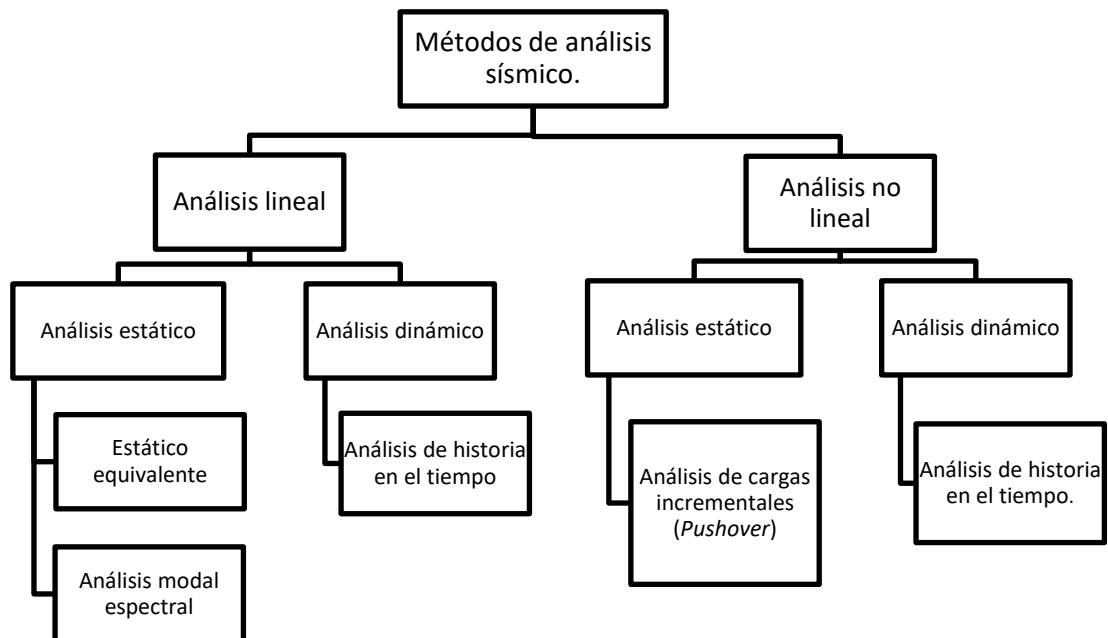 Métodos de análisis
sísmico.
Análisis lineal
Análisis no
lineal
Análisis estático
Análisis dinámico
Análisis estático
Análisis dinámico
Estático
equivalente
Análisis de historia
en el tiempo
Análisis de cargas
incrementales
(Pushover)
Análisis de historia
en el tiempo.
Análisis modal
espectral